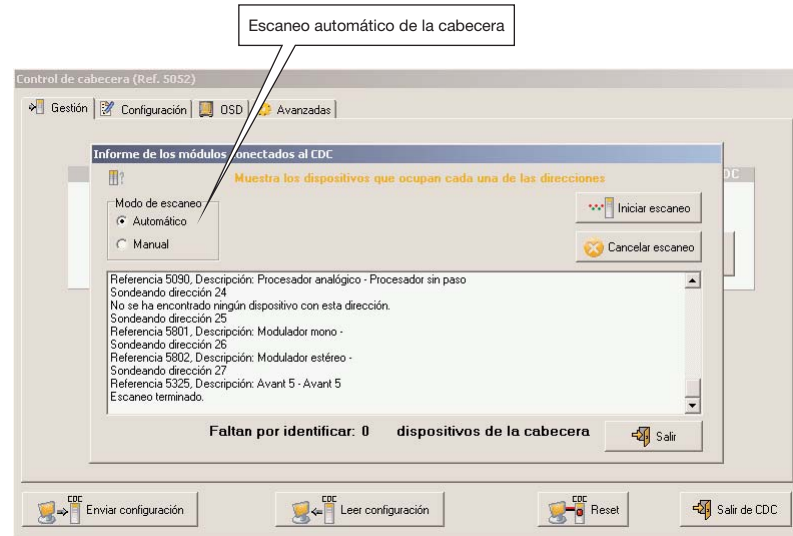 Escaneo automático de la cabecera
Control de cabecera (Ref. 5052)
Gestión
Configuración
OSD
Avanzadas
Informe de los módulos conectados al CDC
DC
Muestra los dispositivos que ocupan cada una de las direcciones
Modo de escaneo
Automático
Manual
Iniciar escaneo
Cancelar escaneo
Referencia 5090, Descripción: Procesador analógico - Procesador sin paso
Sondeando dirección 24
No se ha encontrado ningún dispositivo con esta dirección.
Sondeando dirección 25
Referencia 5801, Descripción: Modulador mono -
Sondeando dirección 26
Referencia 5802, Descripción: Modulador estéreo -
Sondeando dirección 27
Referencia 5325, Descripción: Avant 5 - Avant 5
Escaneo terminado.
Faltan por identificar: 0 dispositivos de la cabecera
Salir
CDC
Enviar configuración
CDC
Leer configuración
CDC
Reset
Salir de CDC